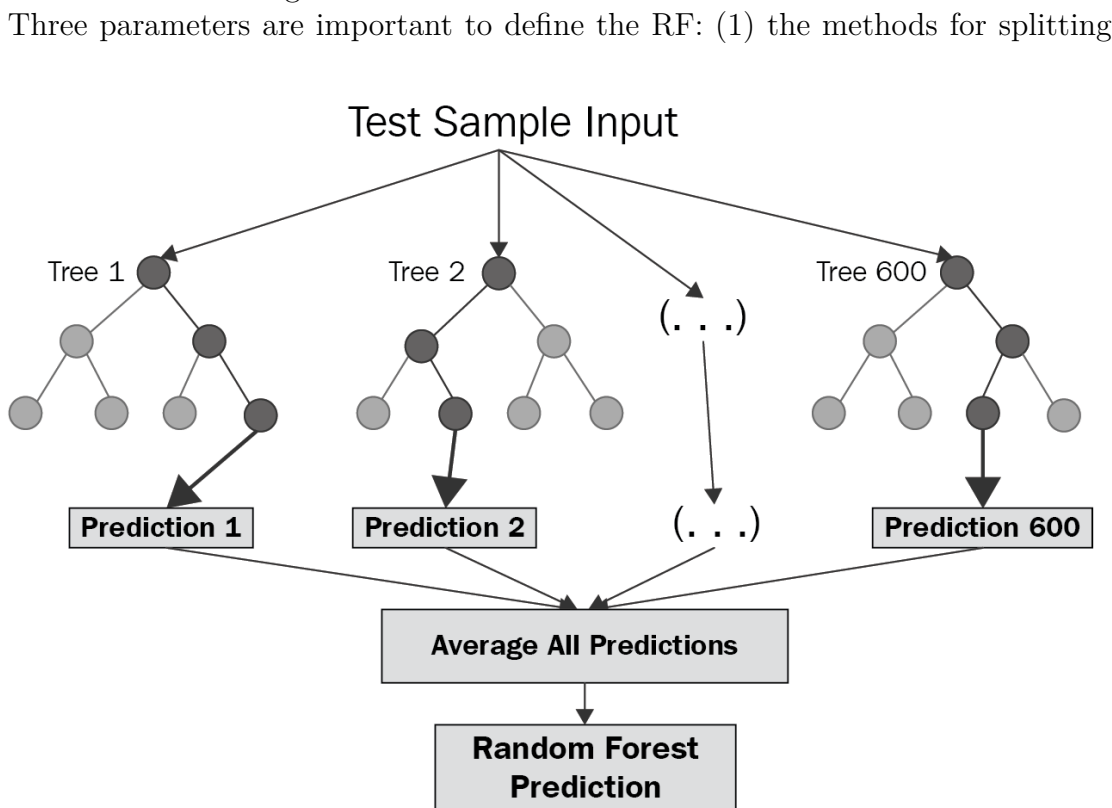 Three parameters are important to define the RF: (1) the methods for splitting
Test Sample Input
Tree 1
Tree 2
Tree 600
(. . .)
Prediction 1
Prediction 2
(. . .)
Prediction 600
Average All Predictions
Random Forest
Prediction